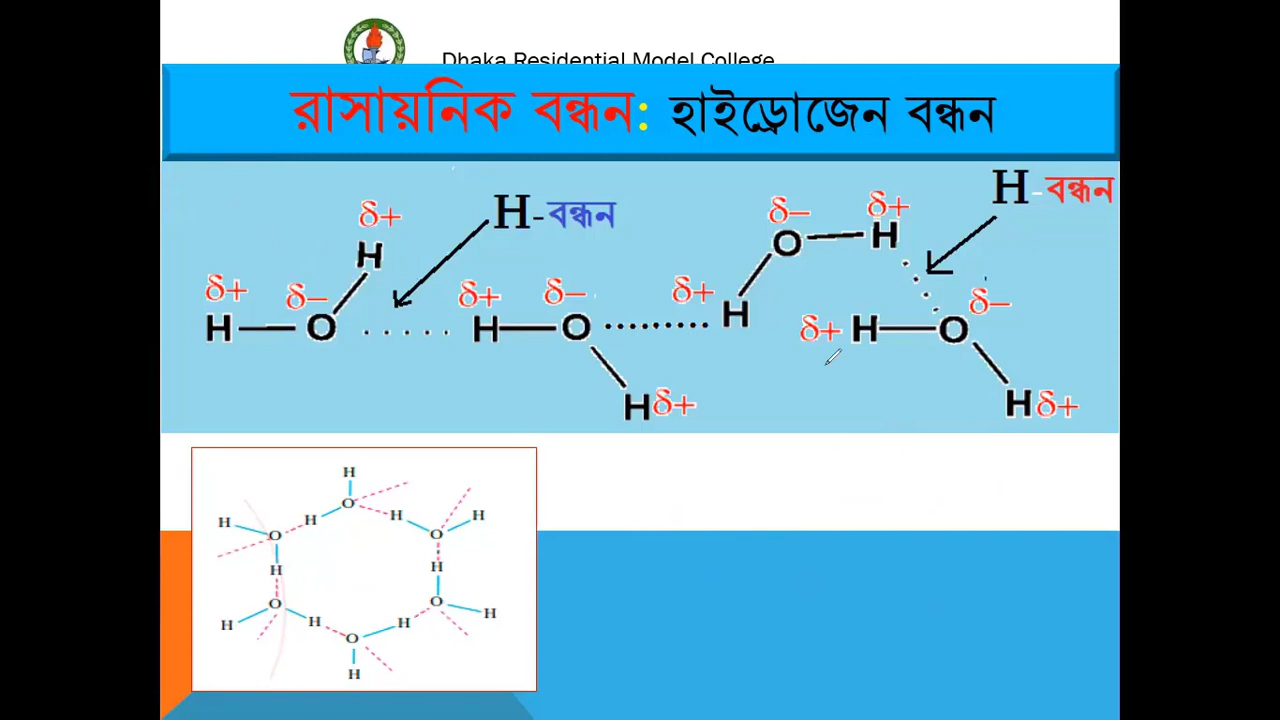 Dhaka Residential Model College
রাসায়নিক বন্ধন: হাইড্রোজেন বন্ধন
H-বন্ধন
H-বন্ধন
δ+ δ- δ+
H O H
δ+ H δ- O H δ+
δ+ H O δ- H δ+
δ+ H O δ- H δ+
H
O
H H
H O O H
H H
O O
H H H H
O
H